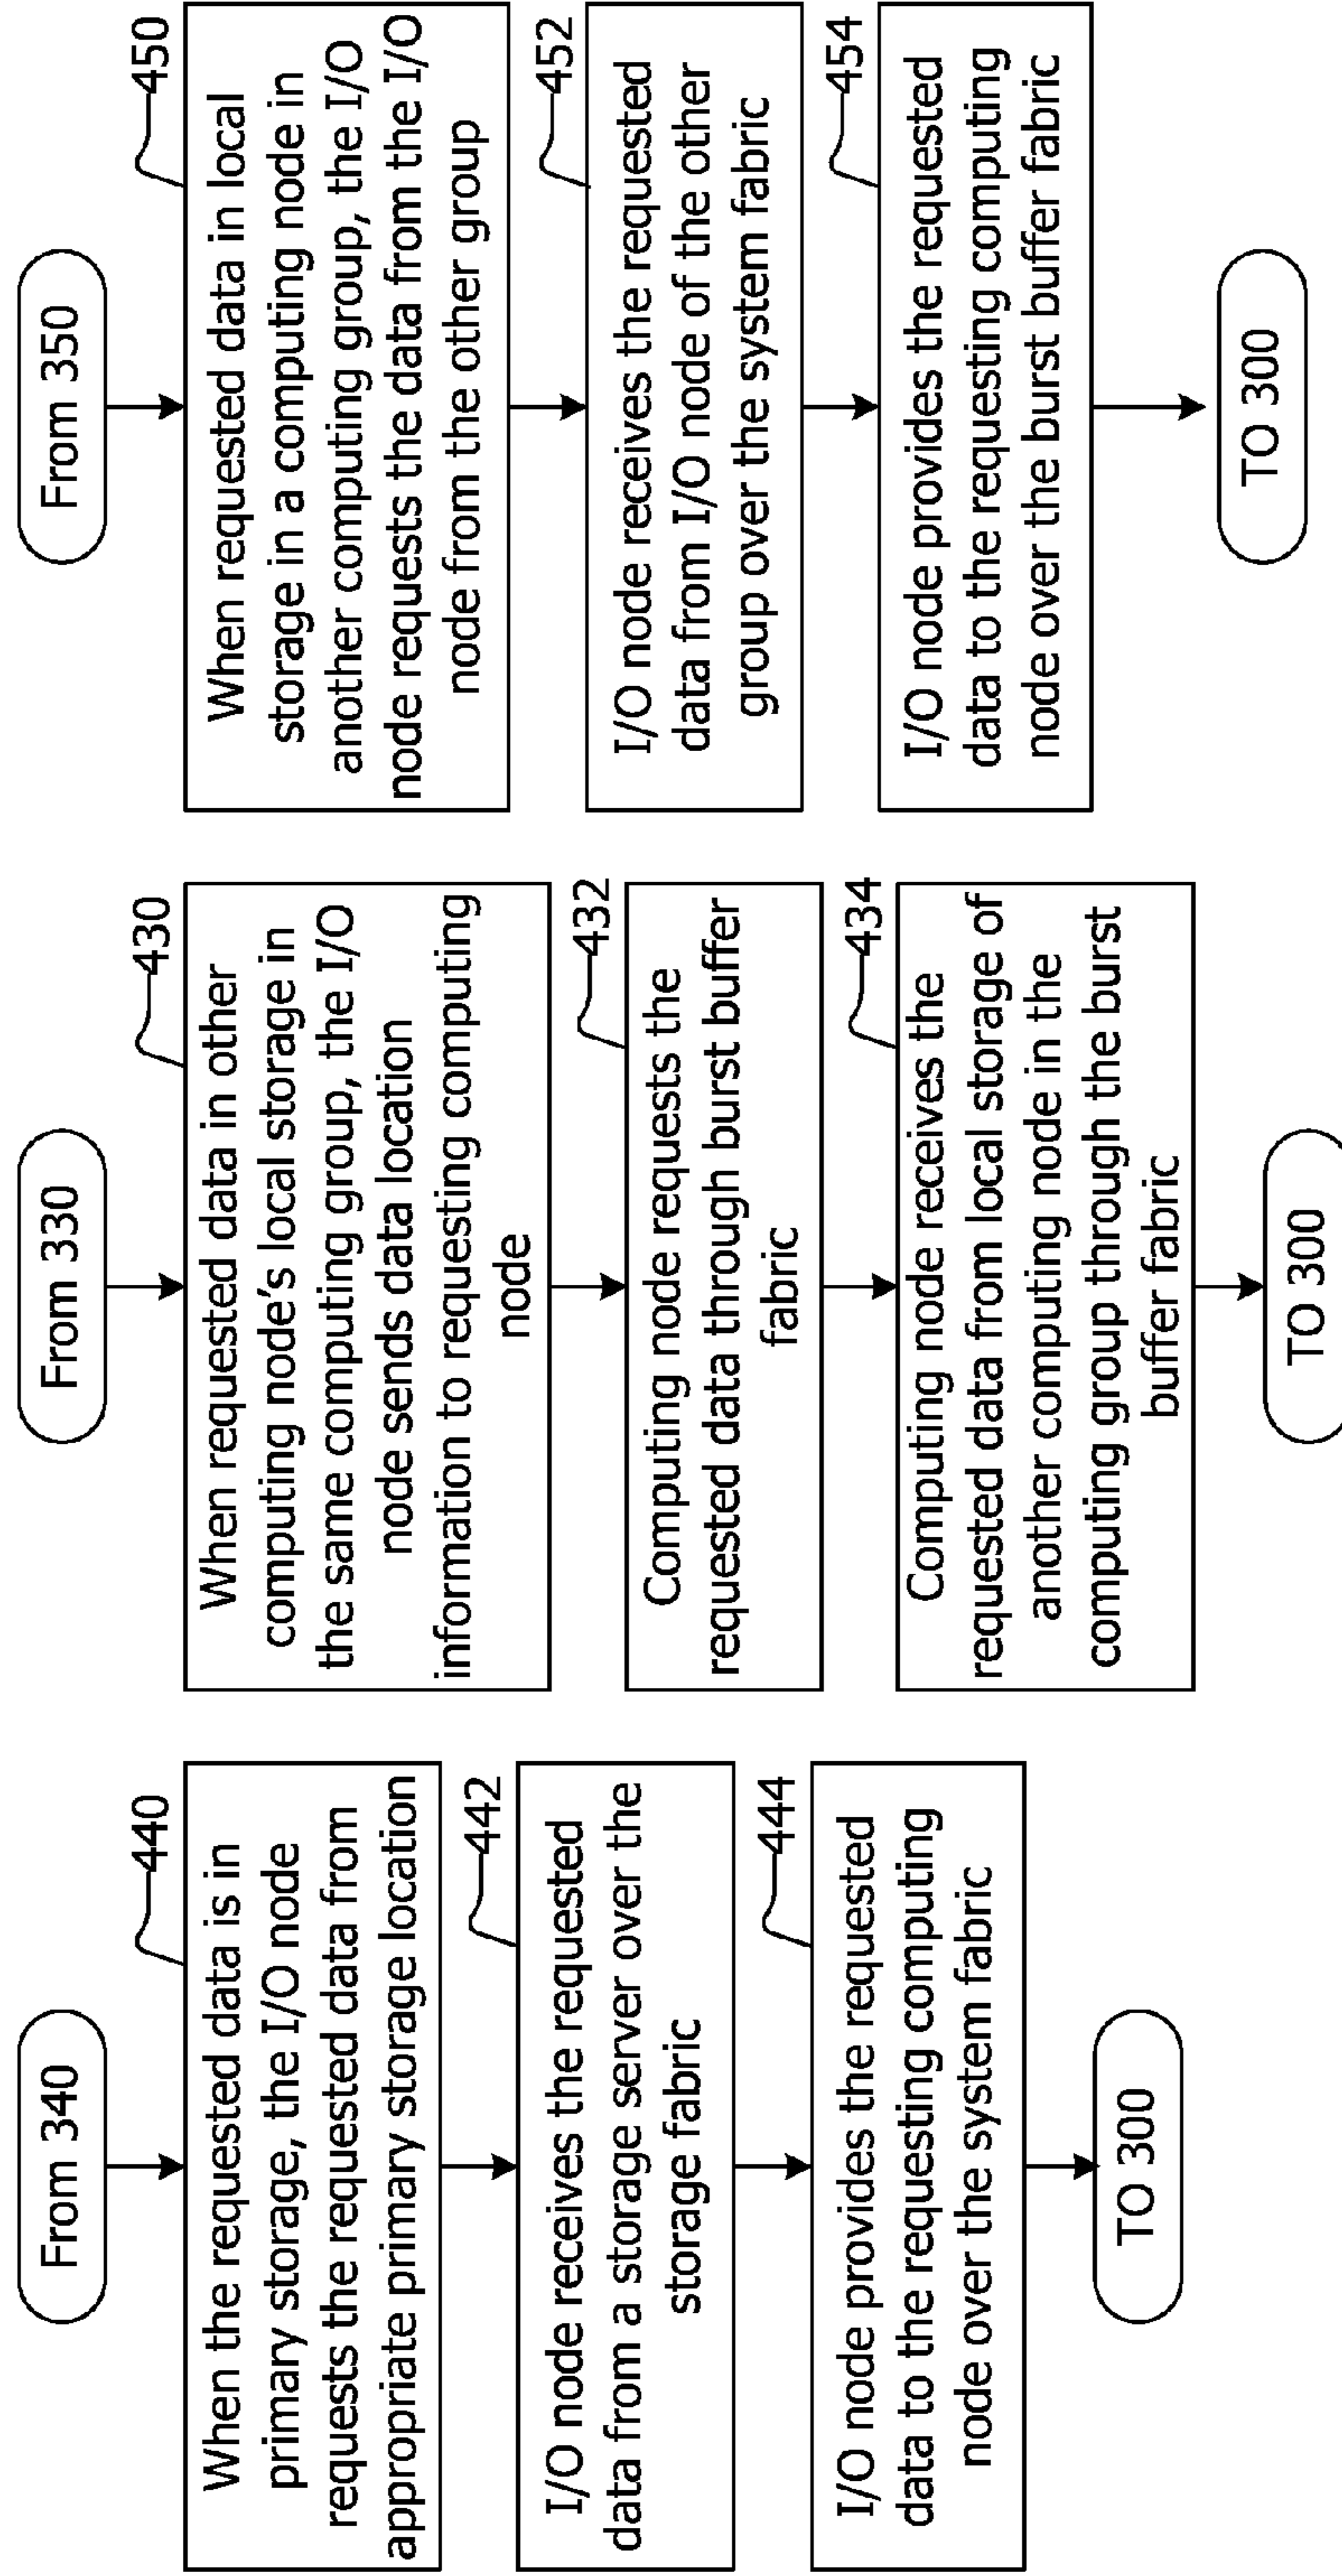 From 340
440
When the requested data is in
primary storage, the I/O node
requests the requested data from
appropriate primary storage location
442
I/O node receives the requested
data from a storage server over the
storage fabric
444
I/O node provides the requested
data to the requesting computing
node over the system fabric
TO 300
From 330
430
When requested data in other
computing node's local storage in
the same computing group, the I/O
node sends data location
information to requesting computing
node
432
Computing node requests the
requested data through burst buffer
fabric
434
Computing node receives the
requested data from local storage of
another computing node in the
computing group through the burst
buffer fabric
TO 300
From 350
450
When requested data in local
storage in a computing node in
another computing group, the I/O
node requests the data from the I/O
node from the other group
452
I/O node receives the requested
data from I/O node of the other
group over the system fabric
454
I/O node provides the requested
data to the requesting computing
node over the burst buffer fabric
TO 300